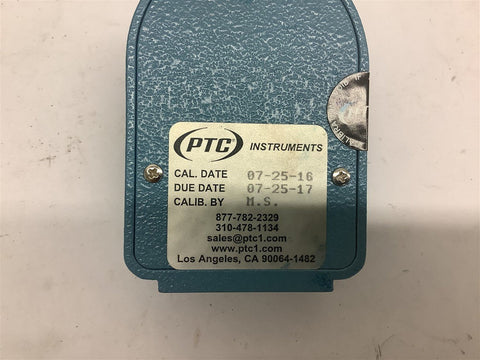 PTC INSTRUMENTS
CAL. DATE 07-25-16
DUE DATE 07-25-17
CALIB. BY M.S.
877-782-2329
310-478-1134
sales@ptc1.com
www.ptc1.com
Los Angeles, CA 90064-1482